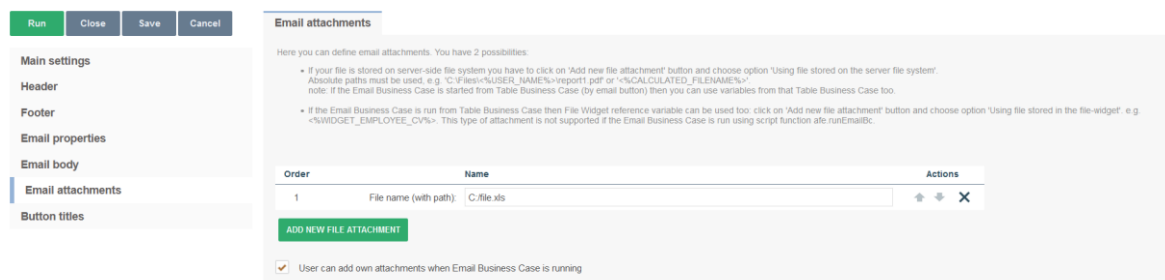 Run Close Save Cancel
Main settings
Header
Footer
Email properties
Email body
Email attachments
Button titles
Email attachments
Here you can define email attachments. You have 2 possibilities:
If your file is stored on server-side file system you have to click on 'Add new file attachment' button and choose option 'Using file stored on the server file system'.
Absolute paths must be used, e.g. 'C:\Files\<%USER_NAME%>\report1.pdf' or '<%CALCULATED_FILENAME%>'.
note: If the Email Business Case is started from Table Business Case (by email button) then you can use variables from that Table Business Case too.
If the Email Business Case is run from Table Business Case then File Widget reference variable can be used too: click on 'Add new file attachment' button and choose option 'Using file stored in the file-widget'. e.g.
<%WIDGET_EMPLOYEE_CV%>. This type of attachment is not supported if the Email Business Case is run using script function afe.runEmailBc.
Order Name Actions
1 File name (with path): C:/file.xls
ADD NEW FILE ATTACHMENT
User can add own attachments when Email Business Case is running